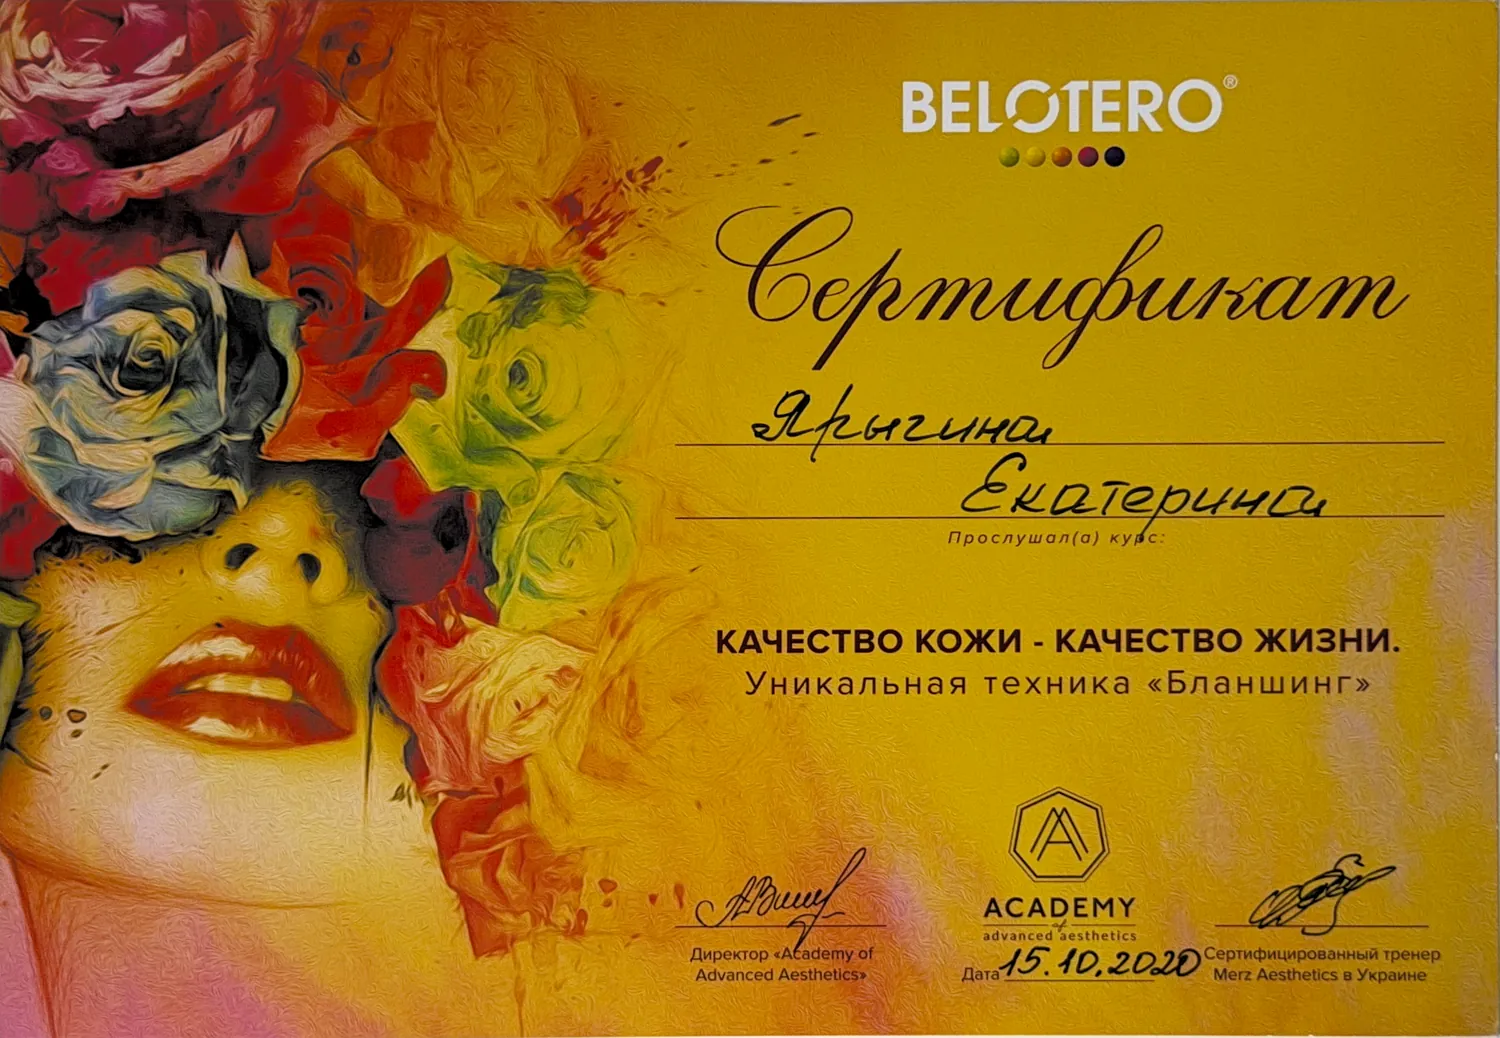 BELOTERO®
Сертификат
Ярыгина
Екатерина
Прослушал(а) курс:
КАЧЕСТВО КОЖИ - КАЧЕСТВО ЖИЗНИ.
Уникальная техника «Бланшинг»
ACADEMY
of
advanced aesthetics
Директор «Academy of
Advanced Aesthetics»
Дата 15.10.2020
Сертифицированный тренер
Merz Aesthetics в Украине